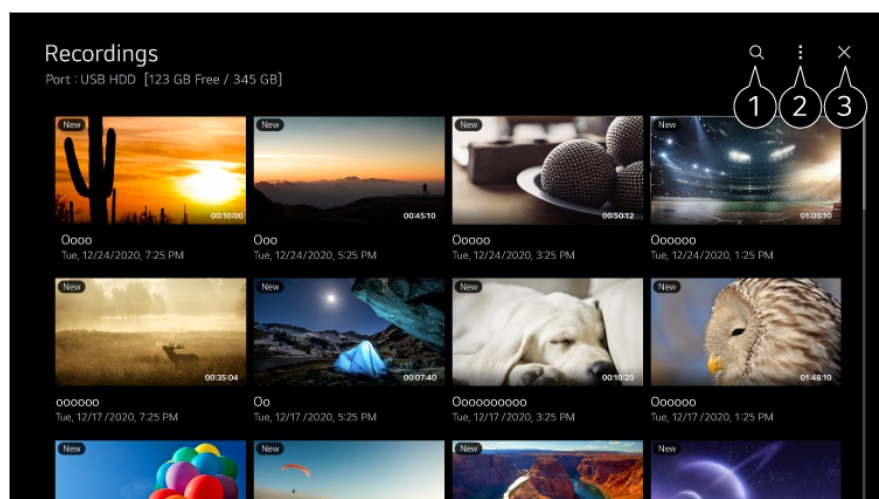 Recordings
Port : USB HDD [123 GB Free / 345 GB]
1 2 3
New New New New
00:10:00 00:45:10 00:50:12 01:00:10
Oooo Ooo Ooooo Oooooo
Tue, 12/24/2020, 7:25 PM Tue, 12/24/2020, 5:25 PM Tue, 12/24/2020, 3:25 PM Tue, 12/24/2020, 1:25 PM
New New New New
00:35:04 00:07:40 00:10:20 01:48:10
oooooo Oo Oooooooooo Oooooo
Tue, 12/17 /2020, 7:25 PM Tue, 12/17 /2020, 5:25 PM Tue, 12/17 /2020, 3:25 PM Tue, 12/17 /2020, 1:25 PM
New New New New